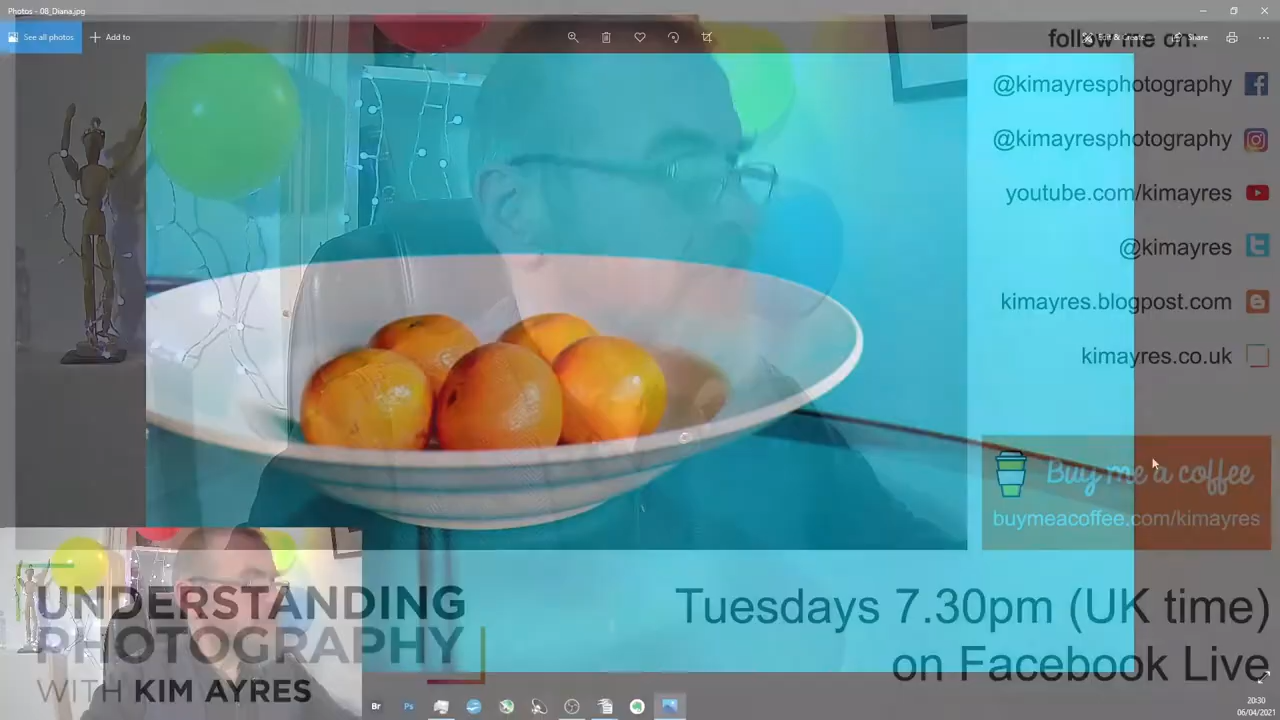 Photos - 08_Diana.jpg
See all photos
Add to
Edit & Create
Share
follow me on:
@kimayresphotography
@kimayresphotography
youtube.com/kimayres
@kimayres
kimayres.blogpost.com
kimayres.co.uk
Buy me a coffee
buymeacoffee.com/kimayres
UNDERSTANDING
PHOTOGRAPHY
WITH KIM AYRES
Tuesdays 7.30pm (UK time)
on Facebook Live
Br
Ps
20:30
06/04/2021